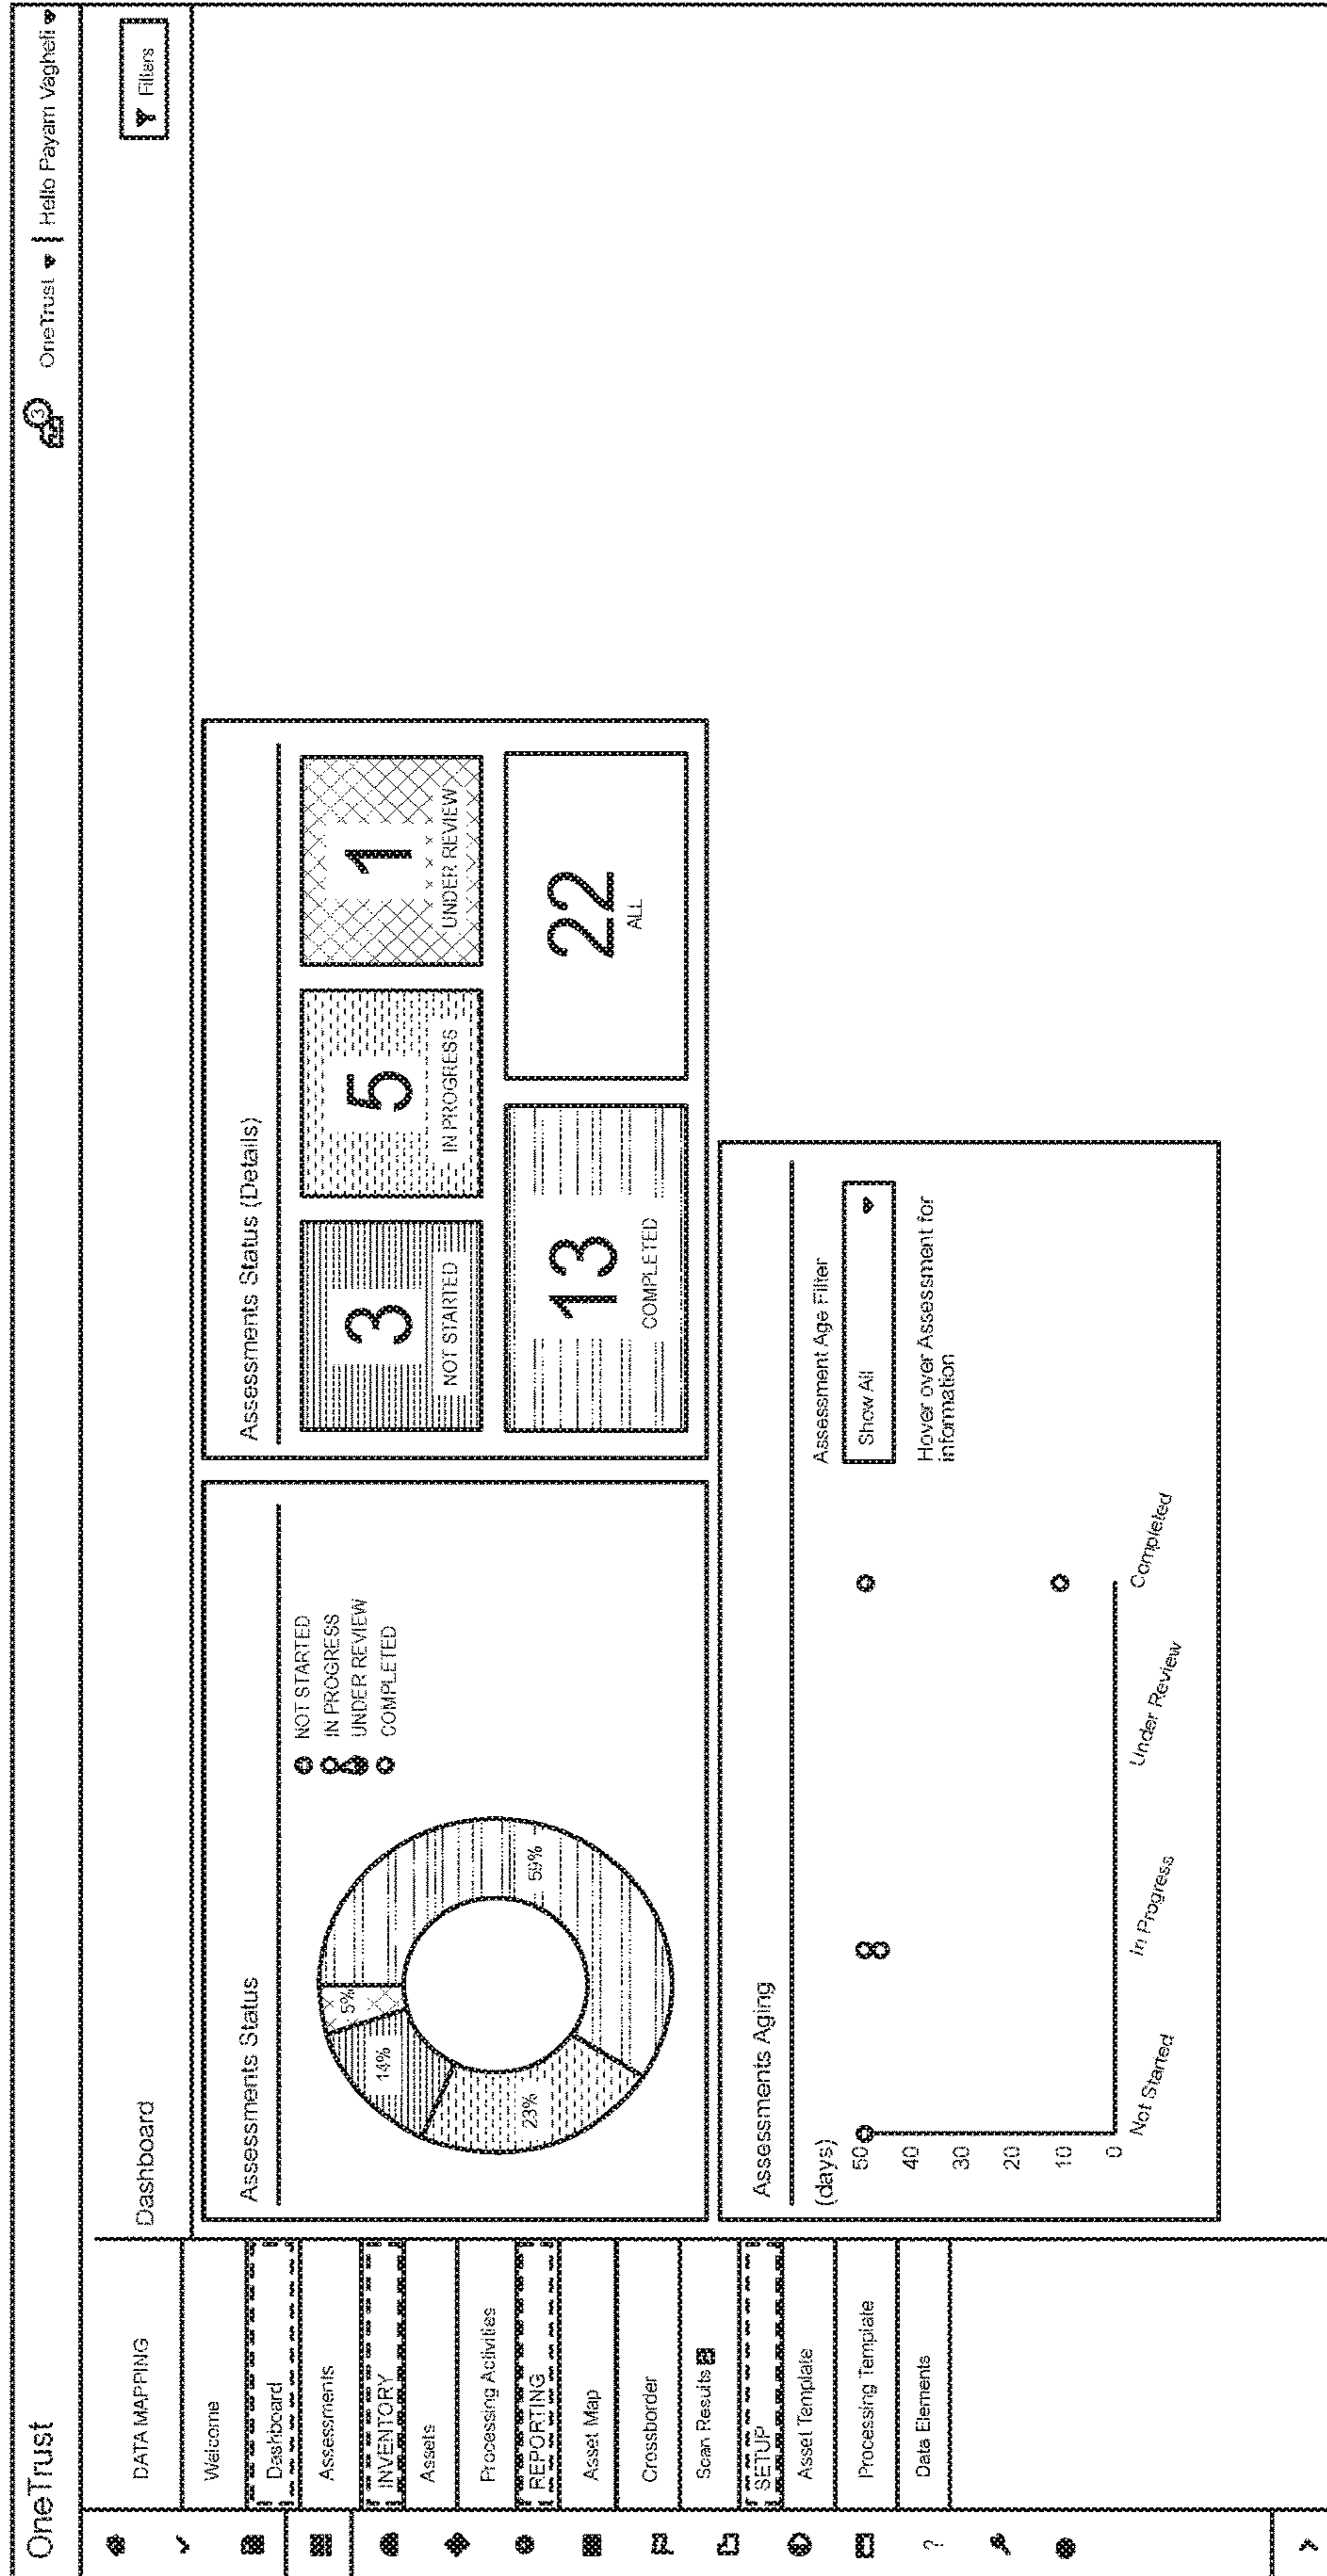 OneTrust
3
OneTrust
Hello Payam Vaghefi
DATA MAPPING
Dashboard
Filters
Welcome
Dashboard
Assessments
INVENTORY
Assets
Processing Activities
REPORTING
Asset Map
Crossborder
Scan Results
SETUP
Asset Template
Processing Template
Data Elements
?
Assessments Status
NOT STARTED
IN PROGRESS
UNDER REVIEW
COMPLETED
5%
14%
23%
59%
Assessments Status (Details)
3
NOT STARTED
5
IN PROGRESS
1
UNDER REVIEW
13
COMPLETED
22
ALL
Assessments Aging
(days)
50
40
30
20
10
0
Not Started
In Progress
Under Review
Completed
Assessment Age Filter
Show All
Hover over Assessment for
information